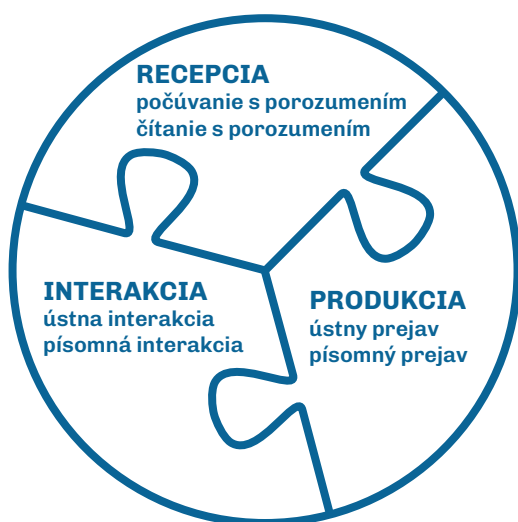 RECEPCIA
počúvanie s porozumením
čítanie s porozumením
INTERAKCIA
ústna interakcia
písomná interakcia
PRODUKCIA
ústny prejav
písomný prejav